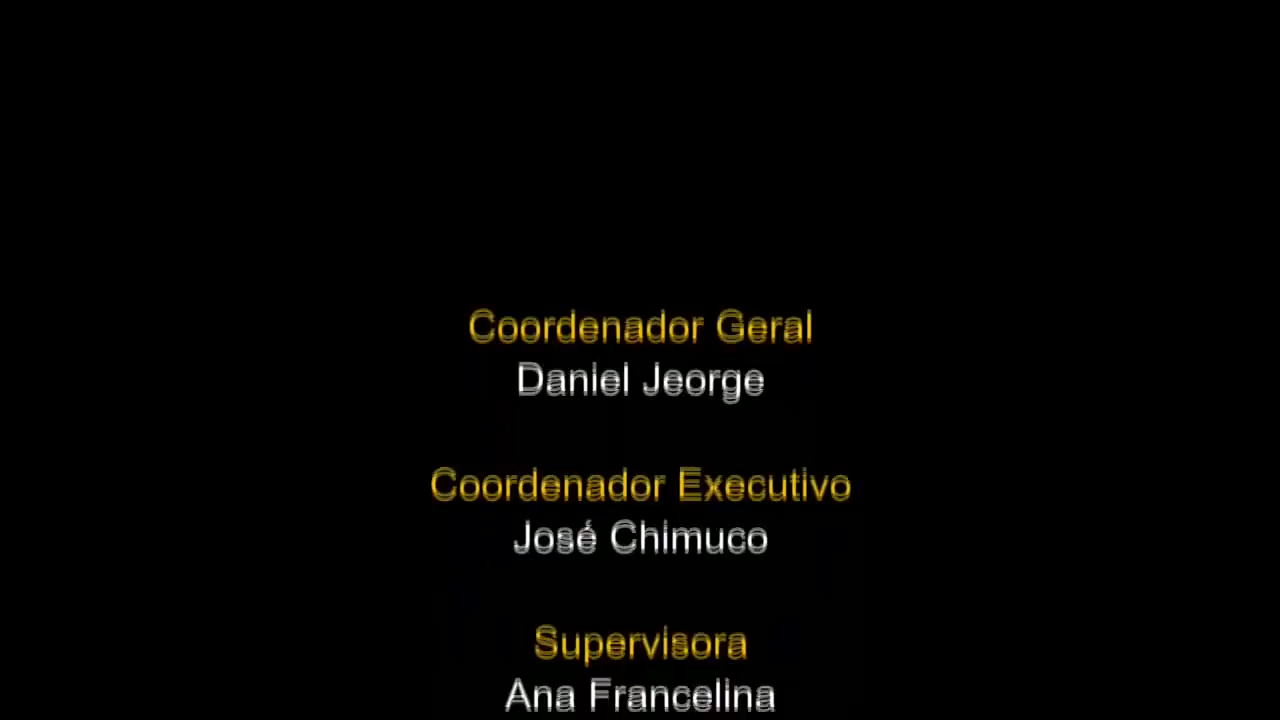 Coordenador Geral
Daniel Jeorge
Coordenador Executivo
José Chimuco
Supervisora
Ana Francelina